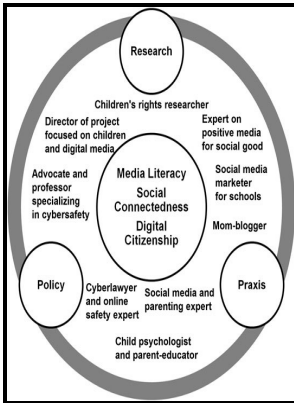 Research
Children's rights researcher
Director of project
focused on children
and digital media
Expert on
positive media
for social good
Advocate and
professor
specializing
in cybersafety
Media Literacy
Social
Connectedness
Digital
Citizenship
Social media
marketer
for schools
Mom-blogger
Policy
Cyberlawyer
and online
safety expert
Social media and
parenting expert
Praxis
Child psychologist
and parent-educator